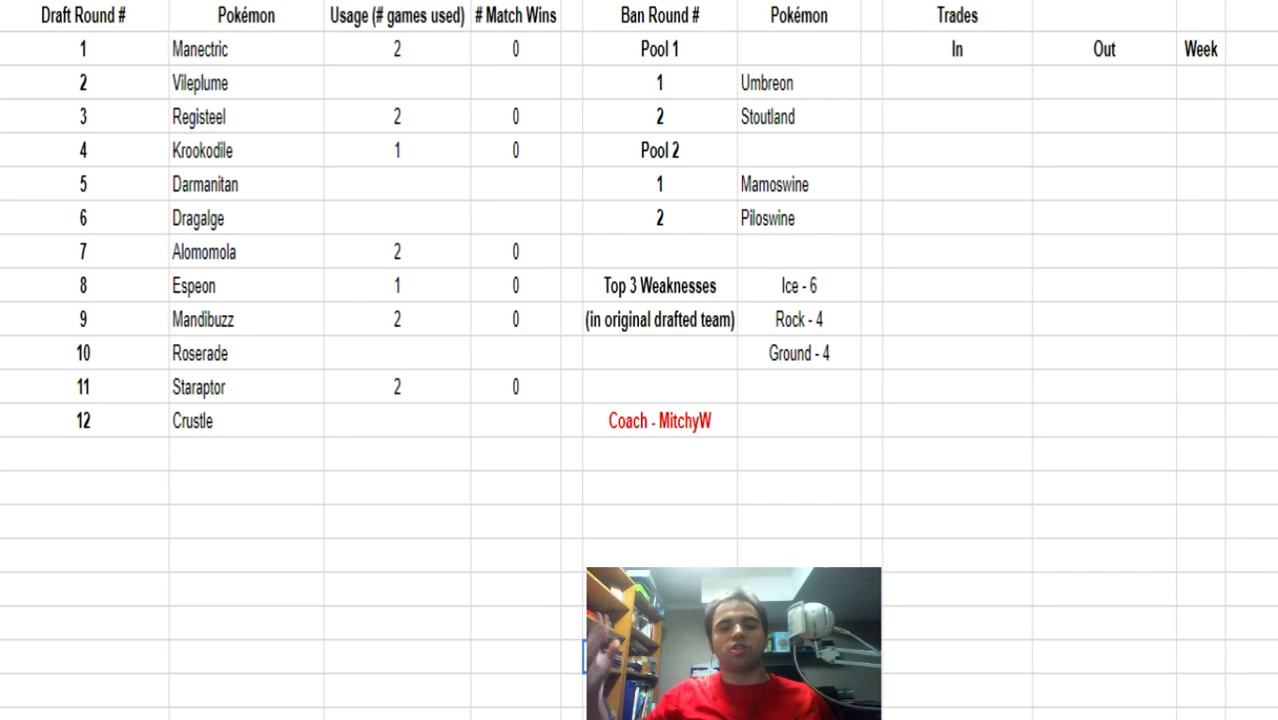 Draft Round # Pokémon Usage (# games used) # Match Wins Ban Round # Pokémon Trades
1 Manectric 2 0 Pool 1 In Out Week
2 Vileplume 1 Umbreon
3 Registeel 2 0 2 Stoutland
4 Krookodile 1 0 Pool 2
5 Darmanitan 1 Mamoswine
6 Dragalge 2 Piloswine
7 Alomomola 2 0
8 Espeon 1 0 Top 3 Weaknesses Ice - 6
9 Mandibuzz 2 0 (in original drafted team) Rock - 4
10 Roserade Ground - 4
11 Staraptor 2 0
12 Crustle Coach - MitchyW